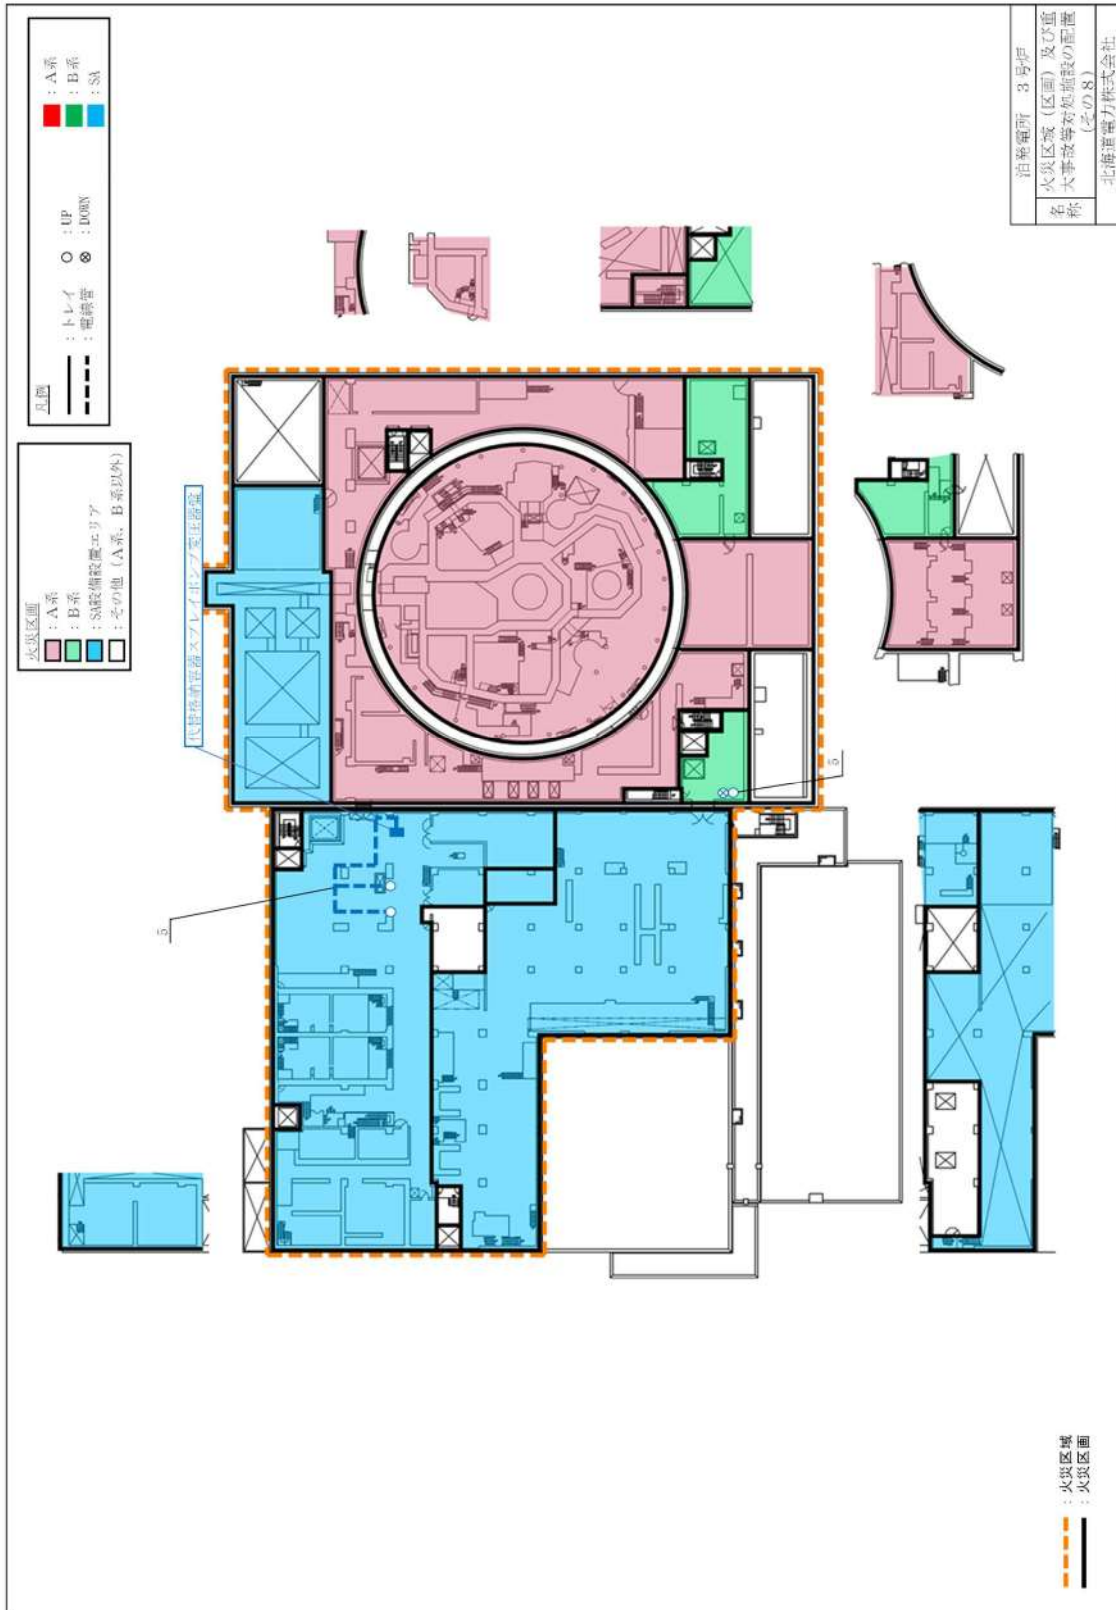 火災区画
：A系
：B系
：SA設備設置エリア
：その他（A系、B系以外）
凡例
：トレイ
：電線管
○：UP
⊗：DOWN
：A系
：B系
：SA
代替格納容器スプレイポンプ変圧器盤
5
5
：火災区域
：火災区画
泊発電所　3号炉
名称
火災区域（区画）及び重
大事故等対処施設の配置
（その8）
北海道電力株式会社